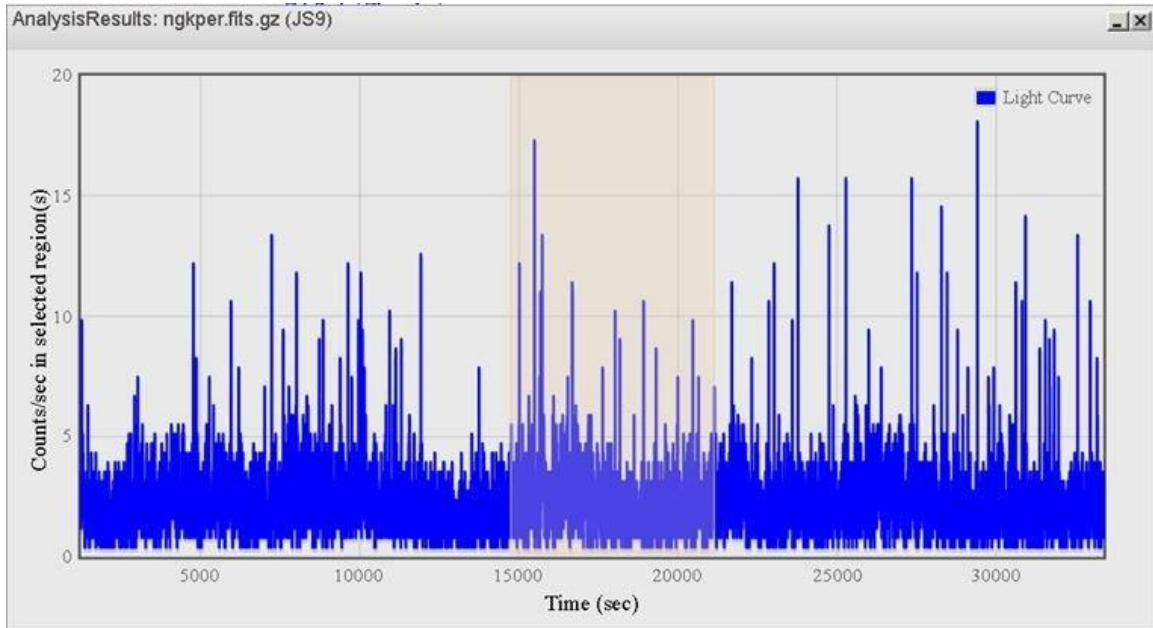 AnalysisResults: ngkper.fits.gz (JS9)
20
Light Curve
15
Counts/sec in selected region(s)
10
5
0
5000 10000 15000 20000 25000 30000
Time (sec)